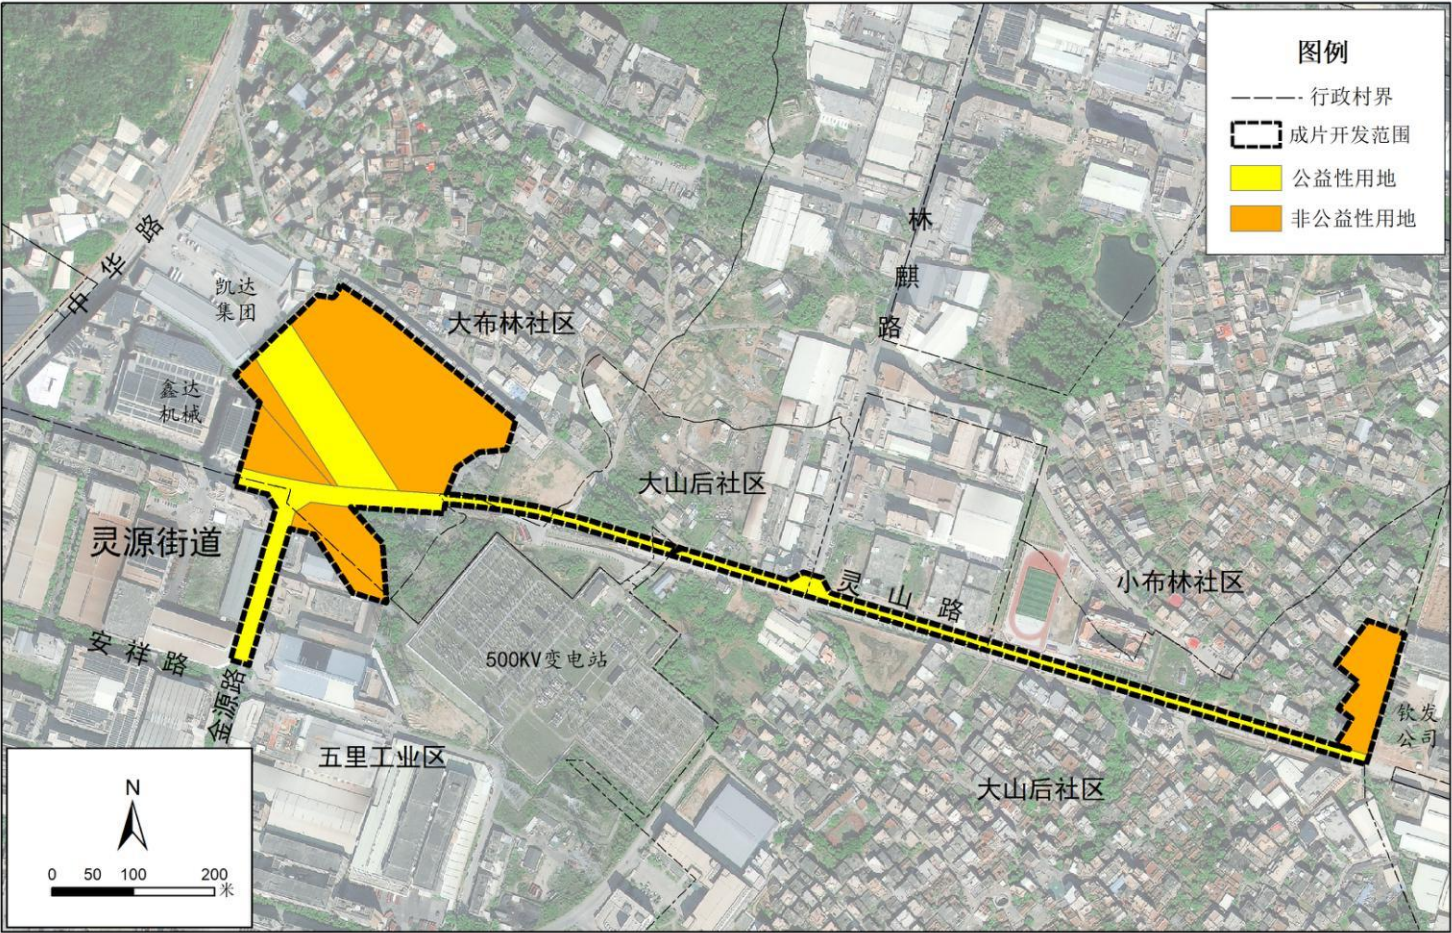 图例
行政村界
成片开发范围
公益性用地
非公益性用地
中华路
林麒路
凯达
集团
大布林社区
鑫达
机械
大山后社区
灵源街道
灵山路
小布林社区
安祥路
500KV变电站
金源路
钦发
公司
五里工业区
大山后社区
N
0 50 100 200
米